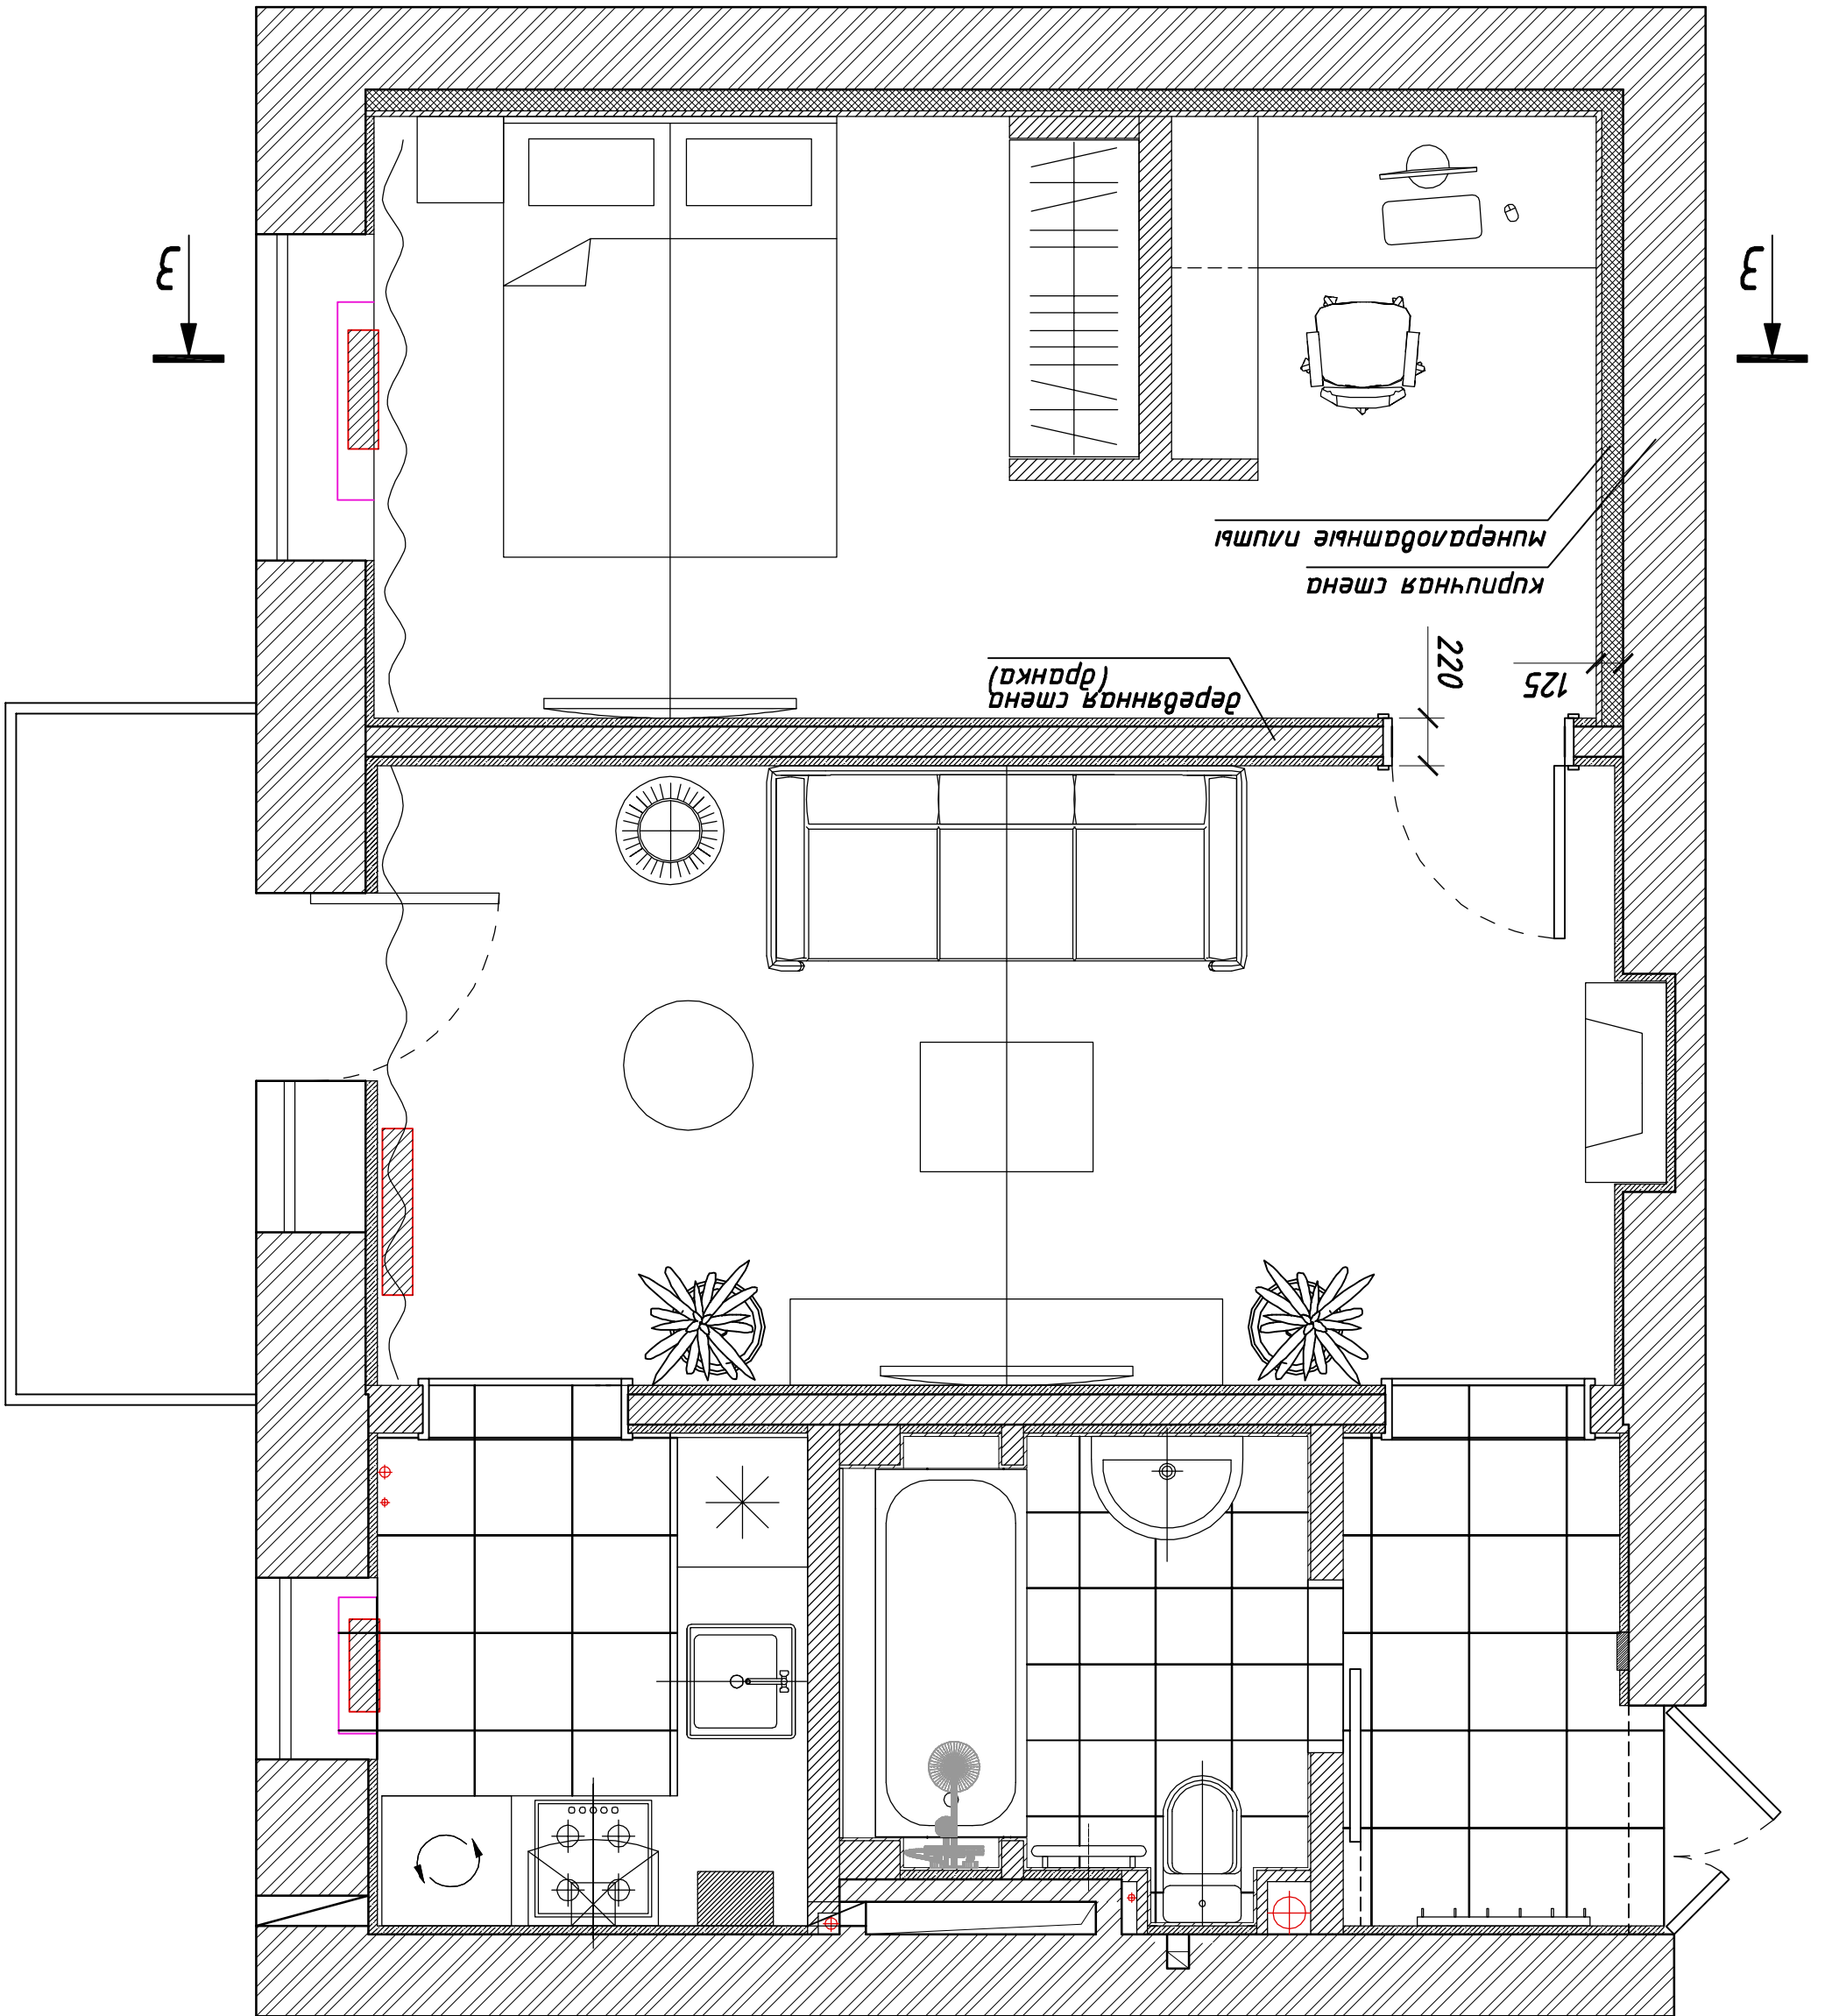 125
220
деревянная стена
(дранка)
кирпичная стена
минераловатные плиты
3
3